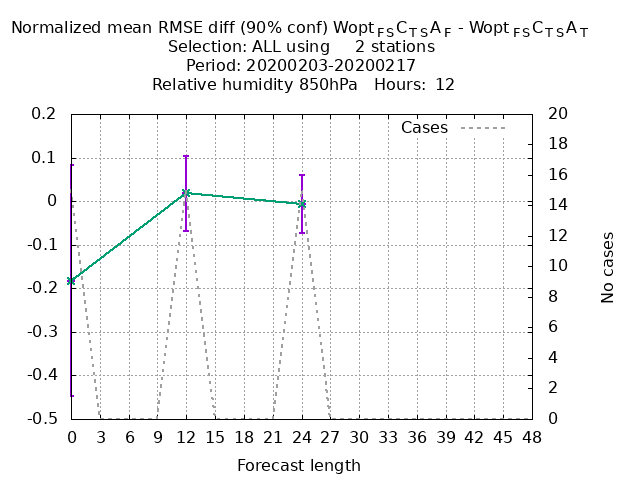 Normalized mean RMSE diff (90% conf) Wopt FS C TS A F - Wopt FS C TS A T
Selection: ALL using 2 stations
Period: 20200203-20200217
Relative humidity 850hPa Hours: 12
Cases
0.2
0.1
0
-0.1
-0.2
-0.3
-0.4
-0.5
20
18
16
14
12
10
8
6
4
2
0
No cases
0 3 6 9 12 15 18 21 24 27 30 33 36 39 42 45 48
Forecast length